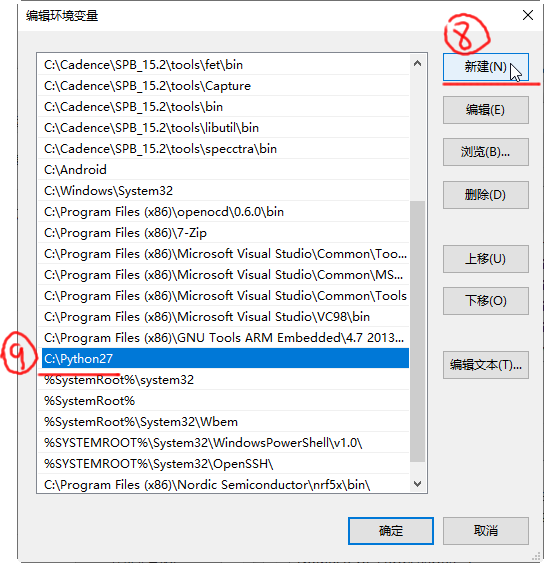 编辑环境变量
⑧
C:\Cadence\SPB_15.2\tools\fet\bin
C:\Cadence\SPB_15.2\tools\Capture
C:\Cadence\SPB_15.2\tools\bin
C:\Cadence\SPB_15.2\tools\libutil\bin
C:\Cadence\SPB_15.2\tools\specctra\bin
C:\Android
C:\Windows\System32
C:\Program Files (x86)\openocd\0.6.0\bin
C:\Program Files (x86)\7-Zip
C:\Program Files (x86)\Microsoft Visual Studio\Common\Too...
C:\Program Files (x86)\Microsoft Visual Studio\Common\MS...
C:\Program Files (x86)\Microsoft Visual Studio\Common\Tools
C:\Program Files (x86)\Microsoft Visual Studio\VC98\bin
C:\Program Files (x86)\GNU Tools ARM Embedded\4.7 2013...
⑨
C:\Python27
%SystemRoot%\system32
%SystemRoot%
%SystemRoot%\System32\Wbem
%SYSTEMROOT%\System32\WindowsPowerShell\v1.0\
%SYSTEMROOT%\System32\OpenSSH\
C:\Program Files (x86)\Nordic Semiconductor\nrf5x\bin\
新建(N)
编辑(E)
浏览(B)...
删除(D)
上移(U)
下移(O)
编辑文本(T)...
确定
取消